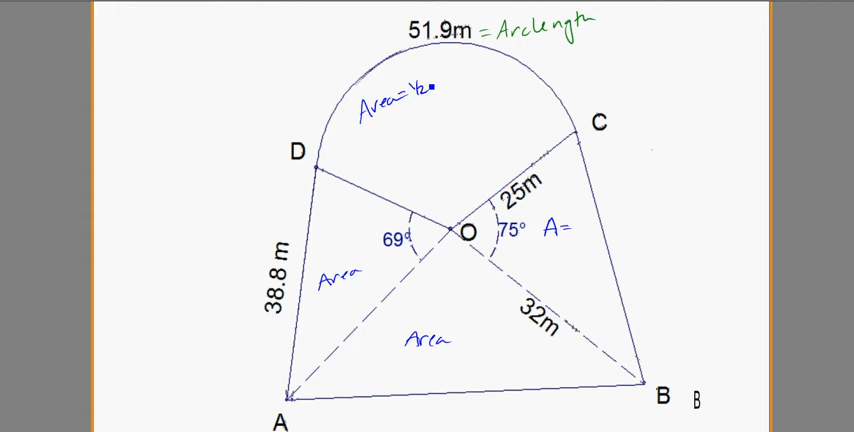 51.9m = Arclength
Area = 1/2
C
D
25m
O
69°
75°
A=
38.8 m
Area
32m
Area
B
B
A